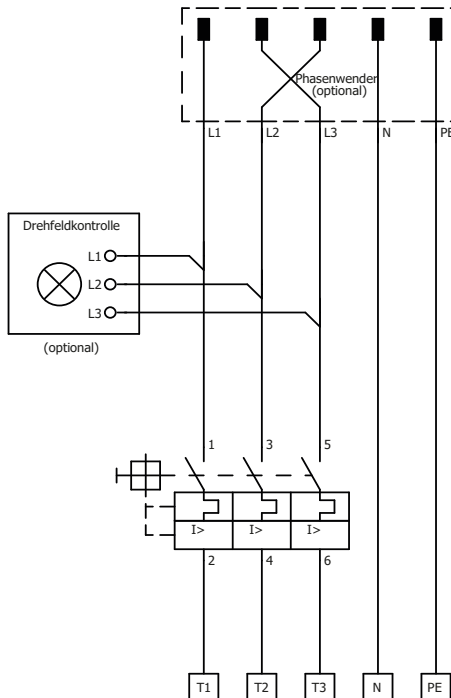 Phasenwender
(optional)
L1 L2 L3 N PE
Drehfeldkontrolle
L1
L2
L3
(optional)
1 3 5
I> I> I>
2 4 6
T1 T2 T3 N PE